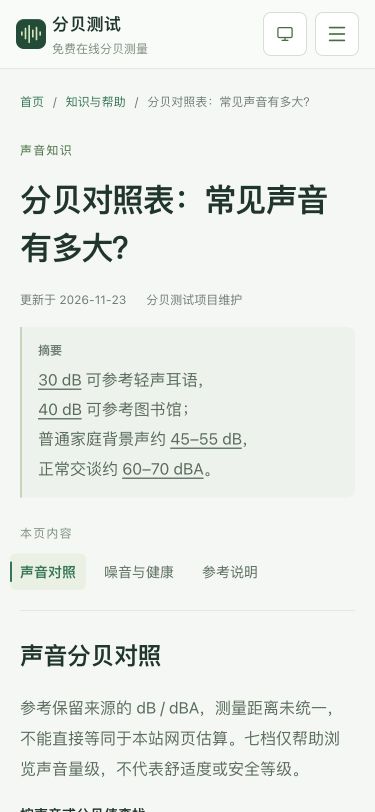 分贝测试
免费在线分贝测量
首页 / 知识与帮助 / 分贝对照表：常见声音有多大?
声音知识
分贝对照表：常见声音
有多大?
更新于 2026-11-23 分贝测试项目维护
摘要
30 dB 可参考轻声耳语，
40 dB 可参考图书馆；
普通家庭背景声约 45–55 dB，
正常交谈约 60–70 dBA。
本页内容
声音对照 噪音与健康 参考说明
声音分贝对照
参考保留来源的 dB / dBA，测量距离未统一，
不能直接等同于本站网页估算。七档仅帮助浏
览声音量级，不代表舒适度或安全等级。
按声音或分贝值查找